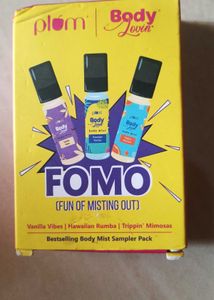 plum
Body Lovin'
FOMO
(FUN OF MISTING OUT)
Vanilla Vibes | Hawaiian Rumba | Trippin' Mimosas
Bestselling Body Mist Sampler Pack